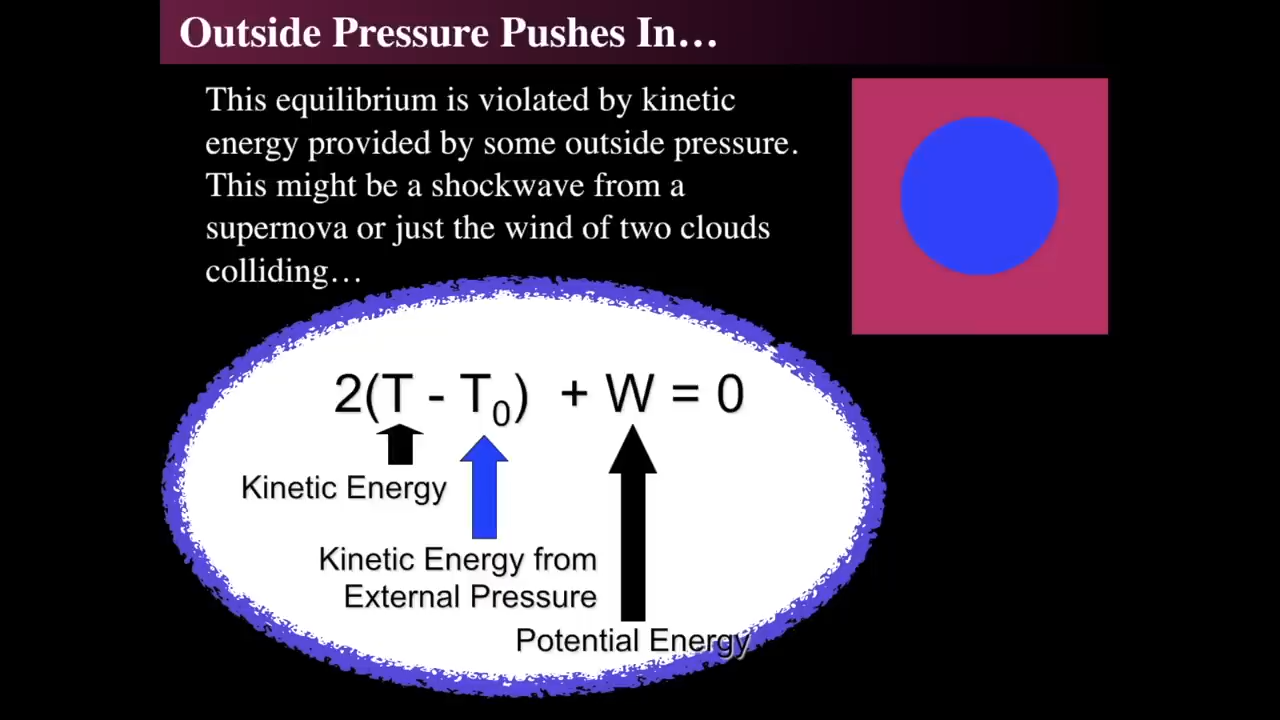 Outside Pressure Pushes In…
This equilibrium is violated by kinetic
energy provided by some outside pressure.
This might be a shockwave from a
supernova or just the wind of two clouds
colliding…
2(T - T₀) + W = 0
Kinetic Energy
Kinetic Energy from
External Pressure
Potential Energy